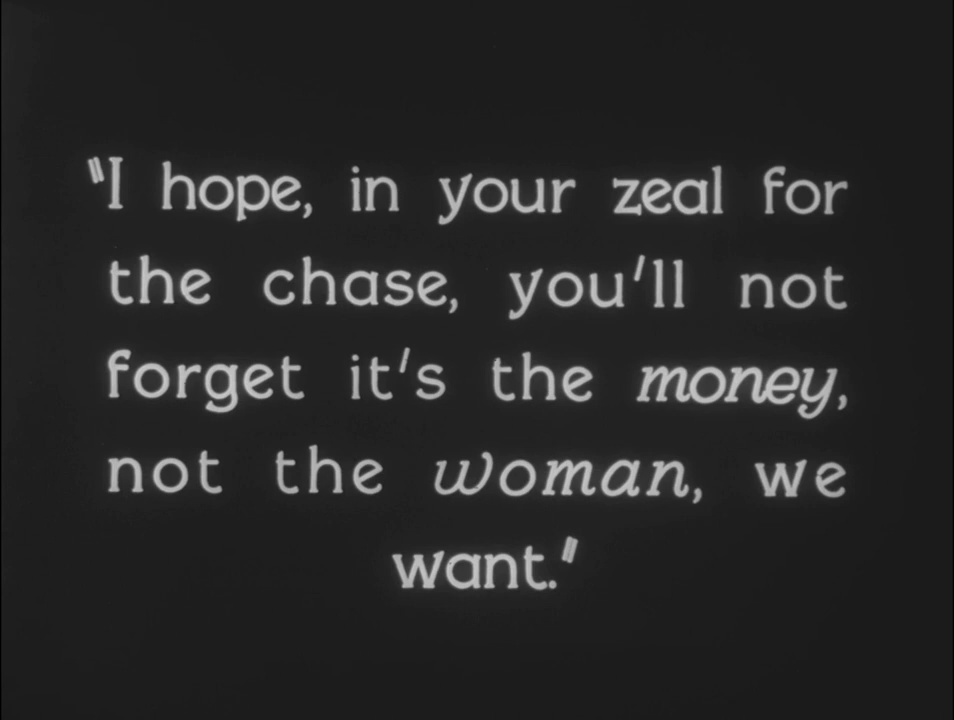 "I hope, in your zeal for
the chase, you'll not
forget it's the money,
not the woman, we
want."